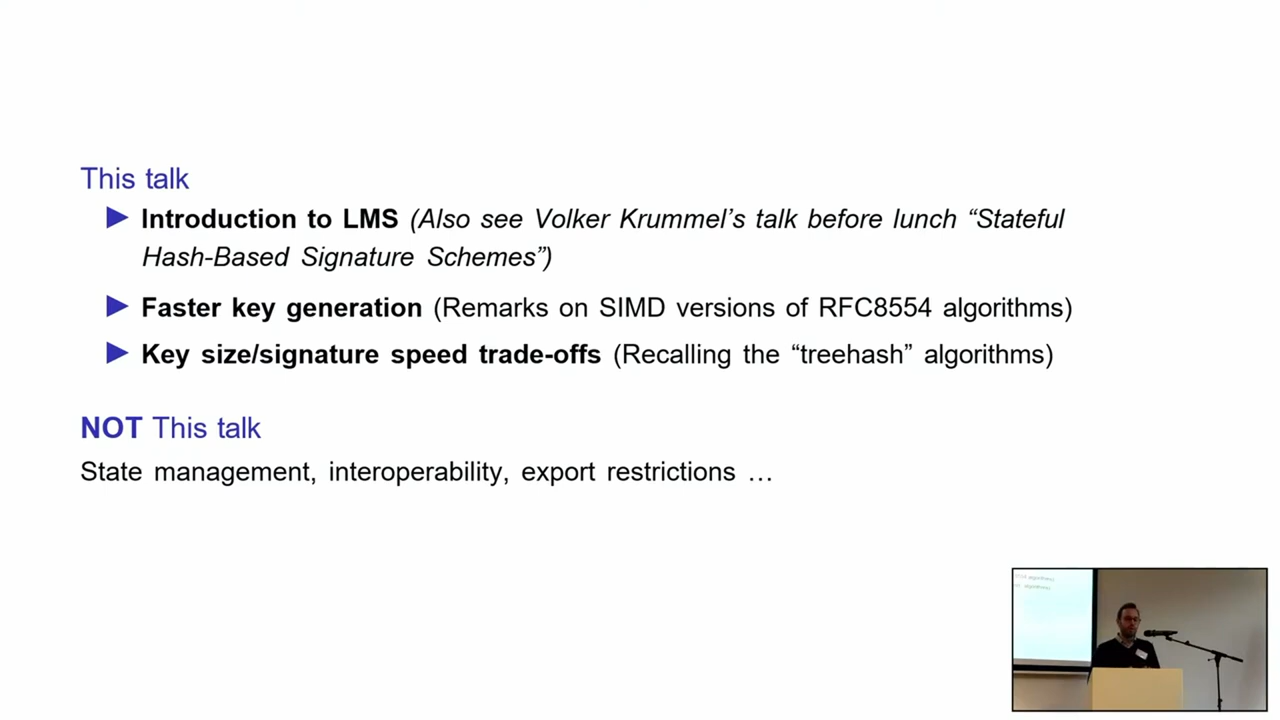 This talk
▶ Introduction to LMS (Also see Volker Krummel’s talk before lunch “Stateful
Hash-Based Signature Schemes”)
▶ Faster key generation (Remarks on SIMD versions of RFC8554 algorithms)
▶ Key size/signature speed trade-offs (Recalling the “treehash” algorithms)
NOT This talk
State management, interoperability, export restrictions …
algorithms)
algorithms)